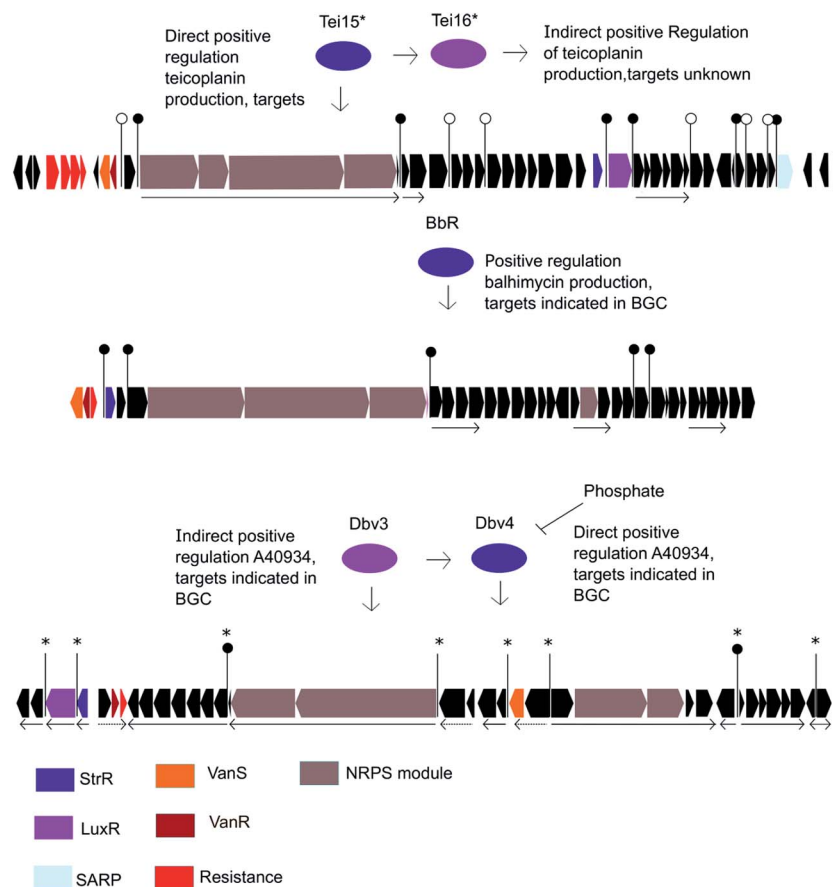 Tei15*
Tei16*
Direct positive
regulation
teicoplanin
production, targets
Indirect positive Regulation
of teicoplanin
production,targets unknown
BbR
Positive regulation
balhimycin production,
targets indicated in BGC
Phosphate
Dbv3
Dbv4
Indirect positive
regulation A40934,
targets indicated in
BGC
Direct positive
regulation A40934,
targets indicated in
BGC
* * * * * * * *
StrR
VanS
NRPS module
LuxR
VanR
SARP
Resistance